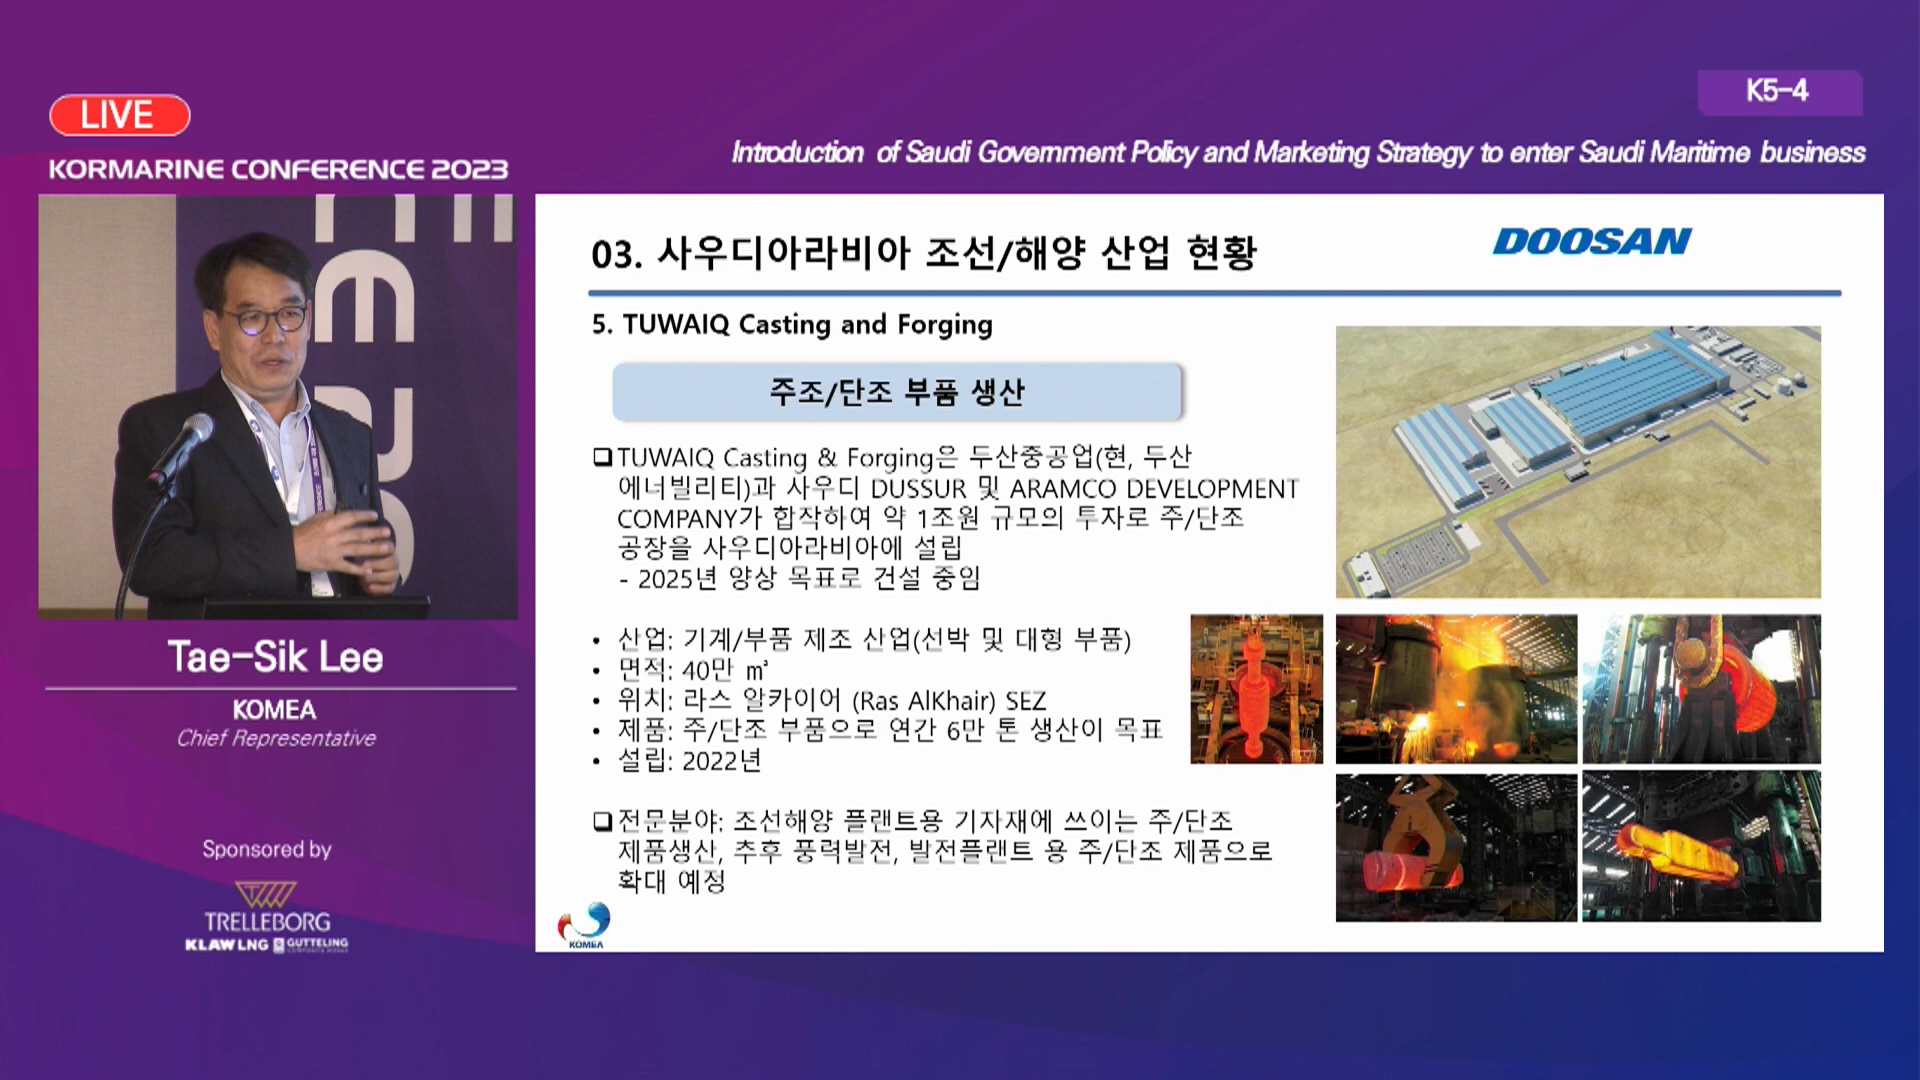 LIVE
KORMARINE CONFERENCE 2023
K5-4
Introduction of Saudi Government Policy and Marketing Strategy to enter Saudi Maritime business
Tae-Sik Lee
KOMEA
Chief Representative
Sponsored by
TRELLEBORG
KLAW LNG GUTTELING
03. 사우디아라비아 조선/해양 산업 현황
DOOSAN
5. TUWAIQ Casting and Forging
주조/단조 부품 생산
❑TUWAIQ Casting & Forging은 두산중공업(현, 두산
에너빌리티)과 사우디 DUSSUR 및 ARAMCO DEVELOPMENT
COMPANY가 합작하여 약 1조원 규모의 투자로 주/단조
공장을 사우디아라비아에 설립
- 2025년 양상 목표로 건설 중임
• 산업: 기계/부품 제조 산업(선박 및 대형 부품)
• 면적: 40만 ㎡
• 위치: 라스 알카이어 (Ras AlKhair) SEZ
• 제품: 주/단조 부품으로 연간 6만 톤 생산이 목표
• 설립: 2022년
❑전문분야: 조선해양 플랜트용 기자재에 쓰이는 주/단조
제품생산, 추후 풍력발전, 발전플랜트 용 주/단조 제품으로
확대 예정
KOMEA